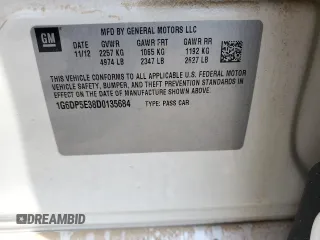 GM
MFD BY GENERAL MOTORS LLC
DATE GVWR GAWR FRT GAWR RR
11/12 2257 KG 1065 KG 1192 KG
4974 LB 2347 LB 2627 LB
THIS VEHICLE CONFORMS TO ALL APPLICABLE U.S. FEDERAL MOTOR
VEHICLE SAFETY, BUMPER, AND THEFT PREVENTION STANDARDS IN
EFFECT ON THE DATE OF MANUFACTURE SHOWN ABOVE.
1G6DP5E38D0135684 TYPE: PASS CAR
DREAMBID